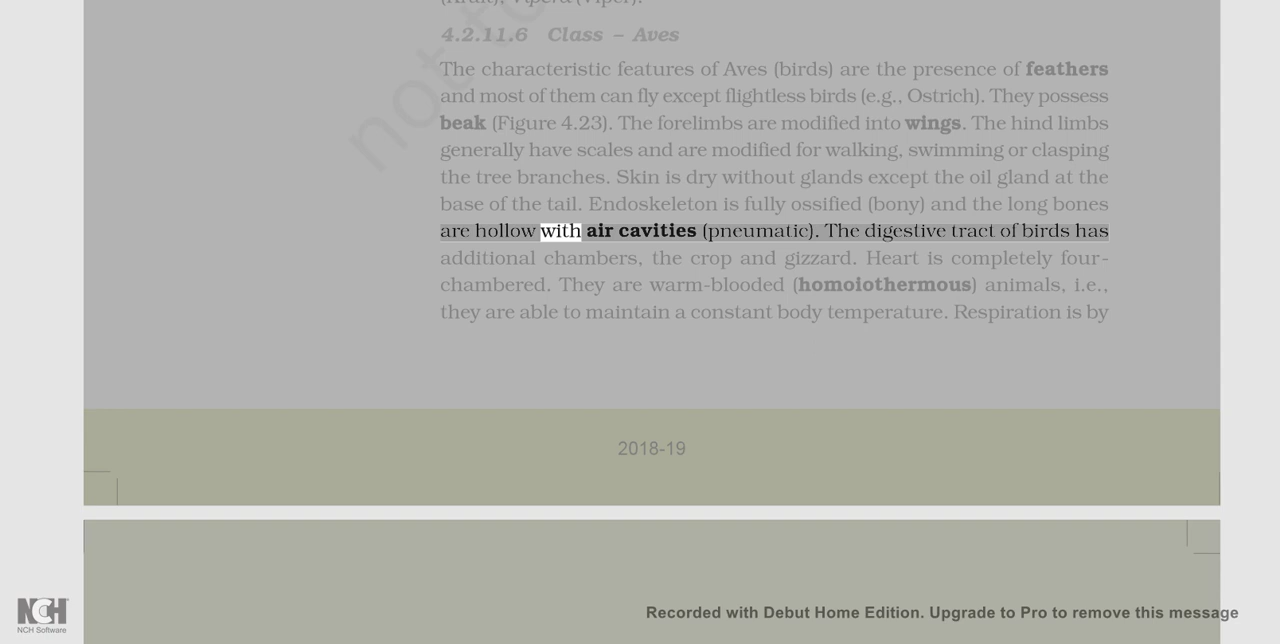 4.2.11.6 Class – Aves
The characteristic features of Aves (birds) are the presence of feathers
and most of them can fly except flightless birds (e.g., Ostrich). They possess
beak (Figure 4.23). The forelimbs are modified into wings. The hind limbs
generally have scales and are modified for walking, swimming or clasping
the tree branches. Skin is dry without glands except the oil gland at the
base of the tail. Endoskeleton is fully ossified (bony) and the long bones
are hollow with air cavities (pneumatic). The digestive tract of birds has
additional chambers, the crop and gizzard. Heart is completely four-
chambered. They are warm-blooded (homoiothermous) animals, i.e.,
they are able to maintain a constant body temperature. Respiration is by
2018-19
NCH
NCH Software
Recorded with Debut Home Edition. Upgrade to Pro to remove this message
not